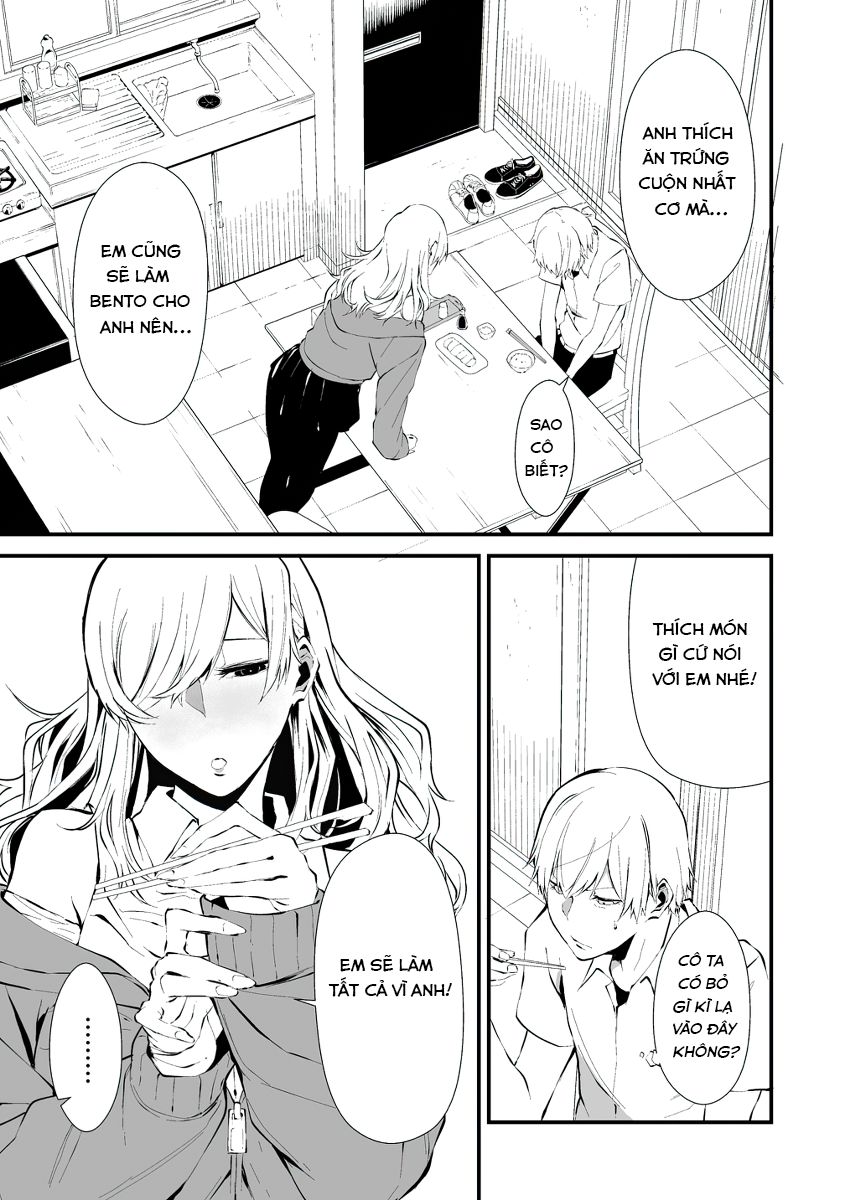 ANH THÍCH
ĂN TRỨNG
CUỘN NHẤT
CƠ MÀ...
SAO
CÔ
BIẾT?
EM CŨNG
SẼ LÀM
BENTO CHO
ANH NÊN...
THÍCH MÓN
GÌ CỨ NÓI
VỚI EM NHÉ!
CÔ TA
CÓ BỎ
GÌ KÌ LẠ
VÀO ĐÂY
KHÔNG?
EM SẼ LÀM
TẤT CẢ VÌ ANH!
.........